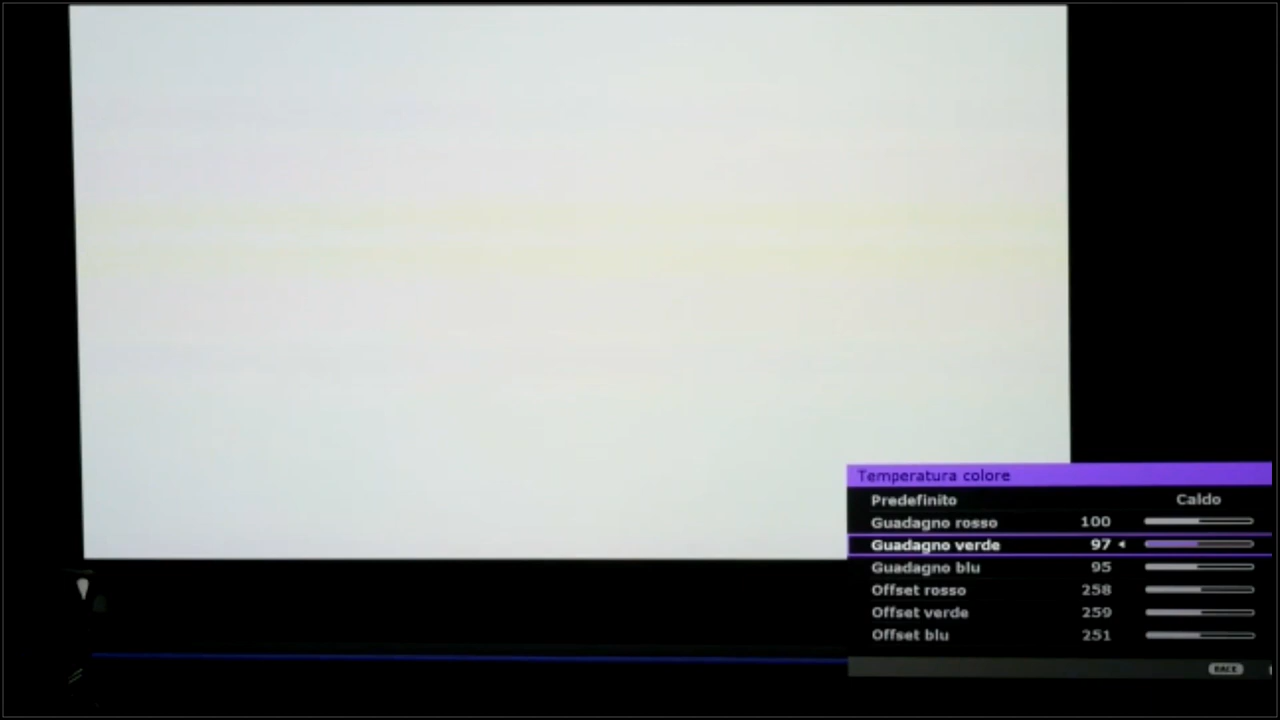 Temperatura colore
Predefinito Caldo
Guadagno rosso 100
Guadagno verde 97
Guadagno blu 95
Offset rosso 258
Offset verde 259
Offset blu 251
BACK